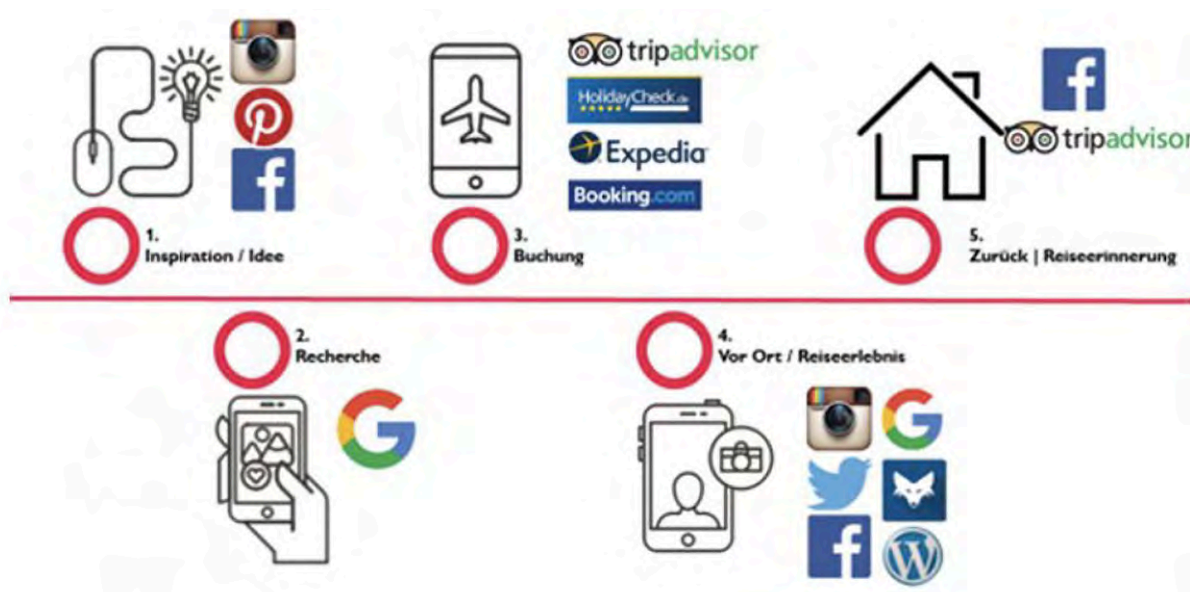 tripadvisor
HolidayCheck.de
Expedia
Booking.com
tripadvisor
1.
Inspiration / Idee
3.
Buchung
5.
Zurück | Reiseerinnerung
2.
Recherche
4.
Vor Ort / Reiseerlebnis